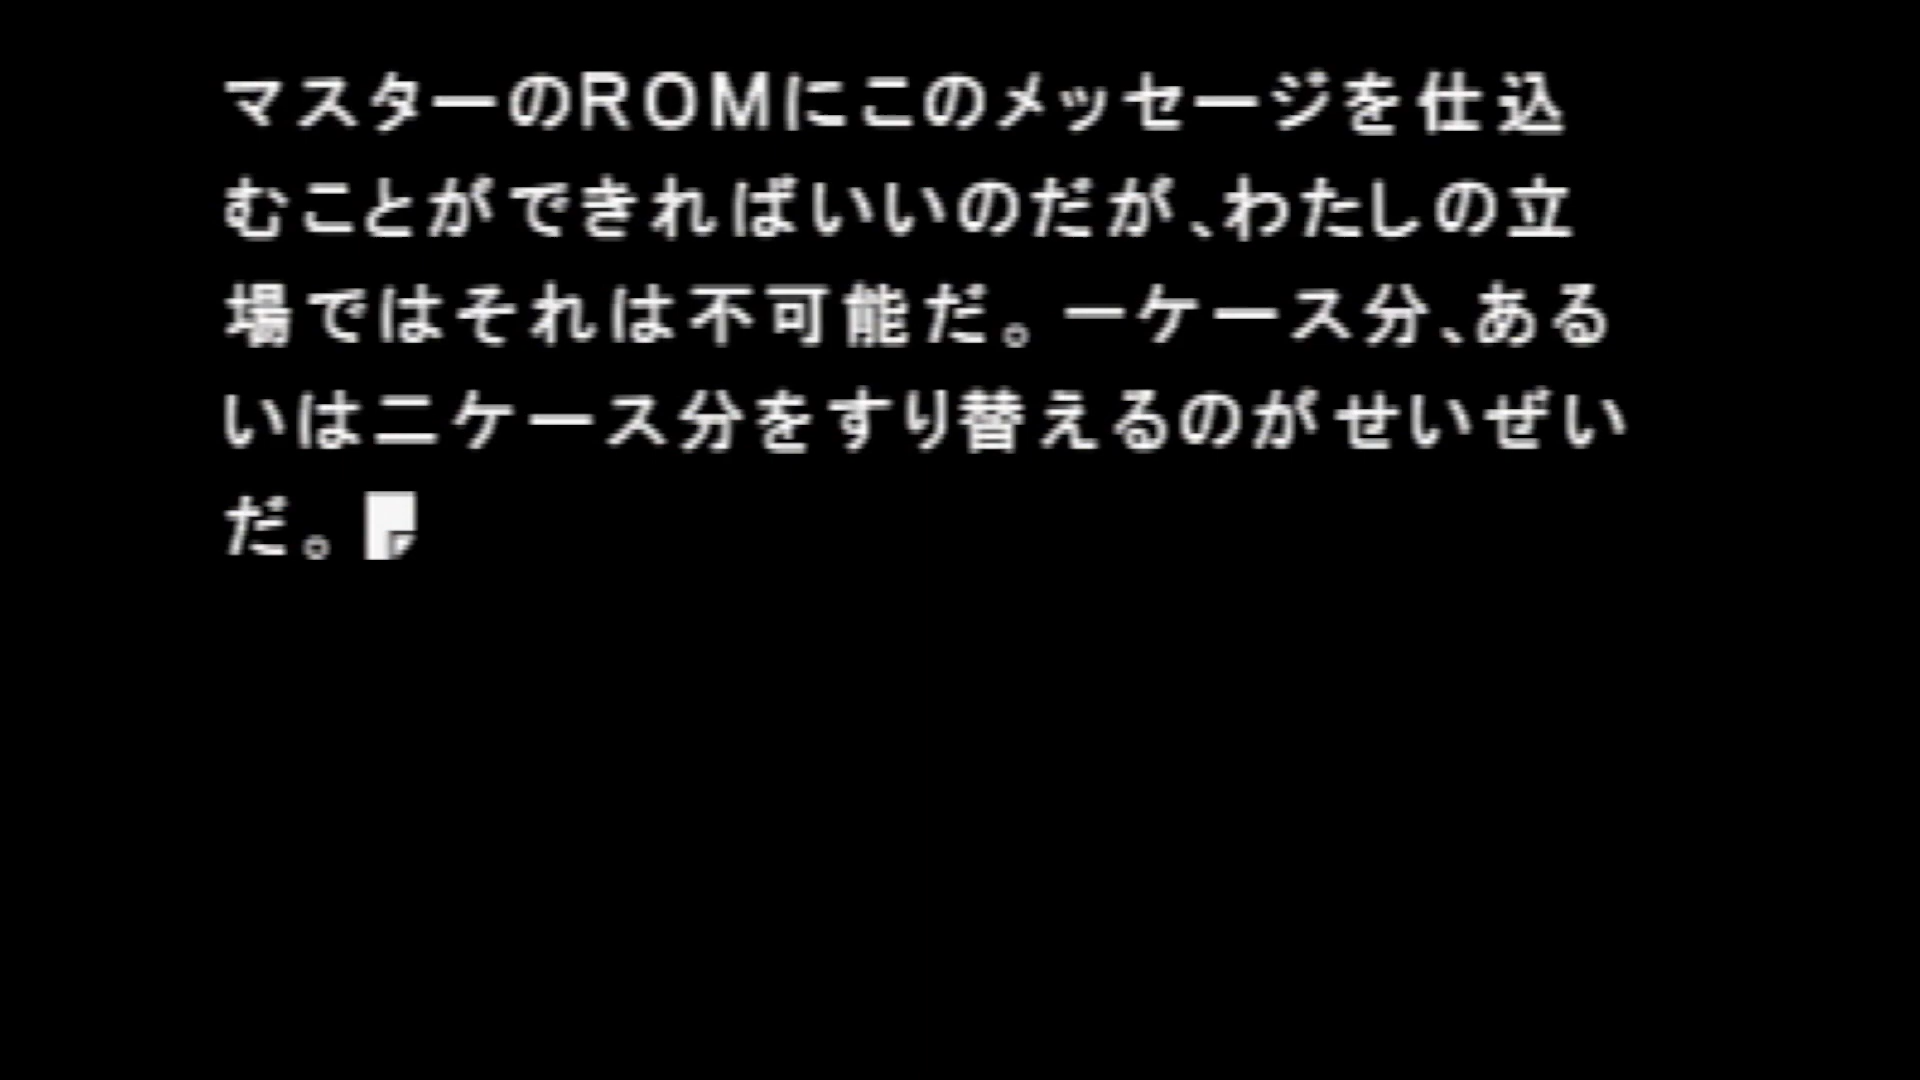 マスターのＲＯＭにこのメッセージを仕込
むことができればいいのだが、わたしの立
場ではそれは不可能だ。一ケース分、ある
いは二ケース分をすり替えるのがせいぜい
だ。